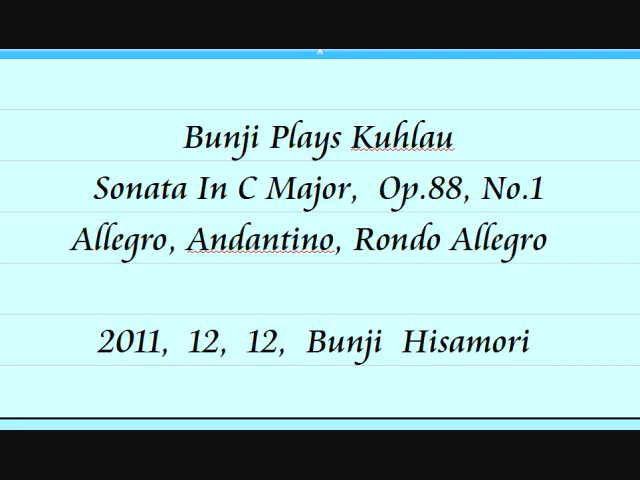 Bunji Plays Kuhlau
Sonata In C Major, Op.88, No.1
Allegro, Andantino, Rondo Allegro
2011, 12, 12, Bunji Hisamori